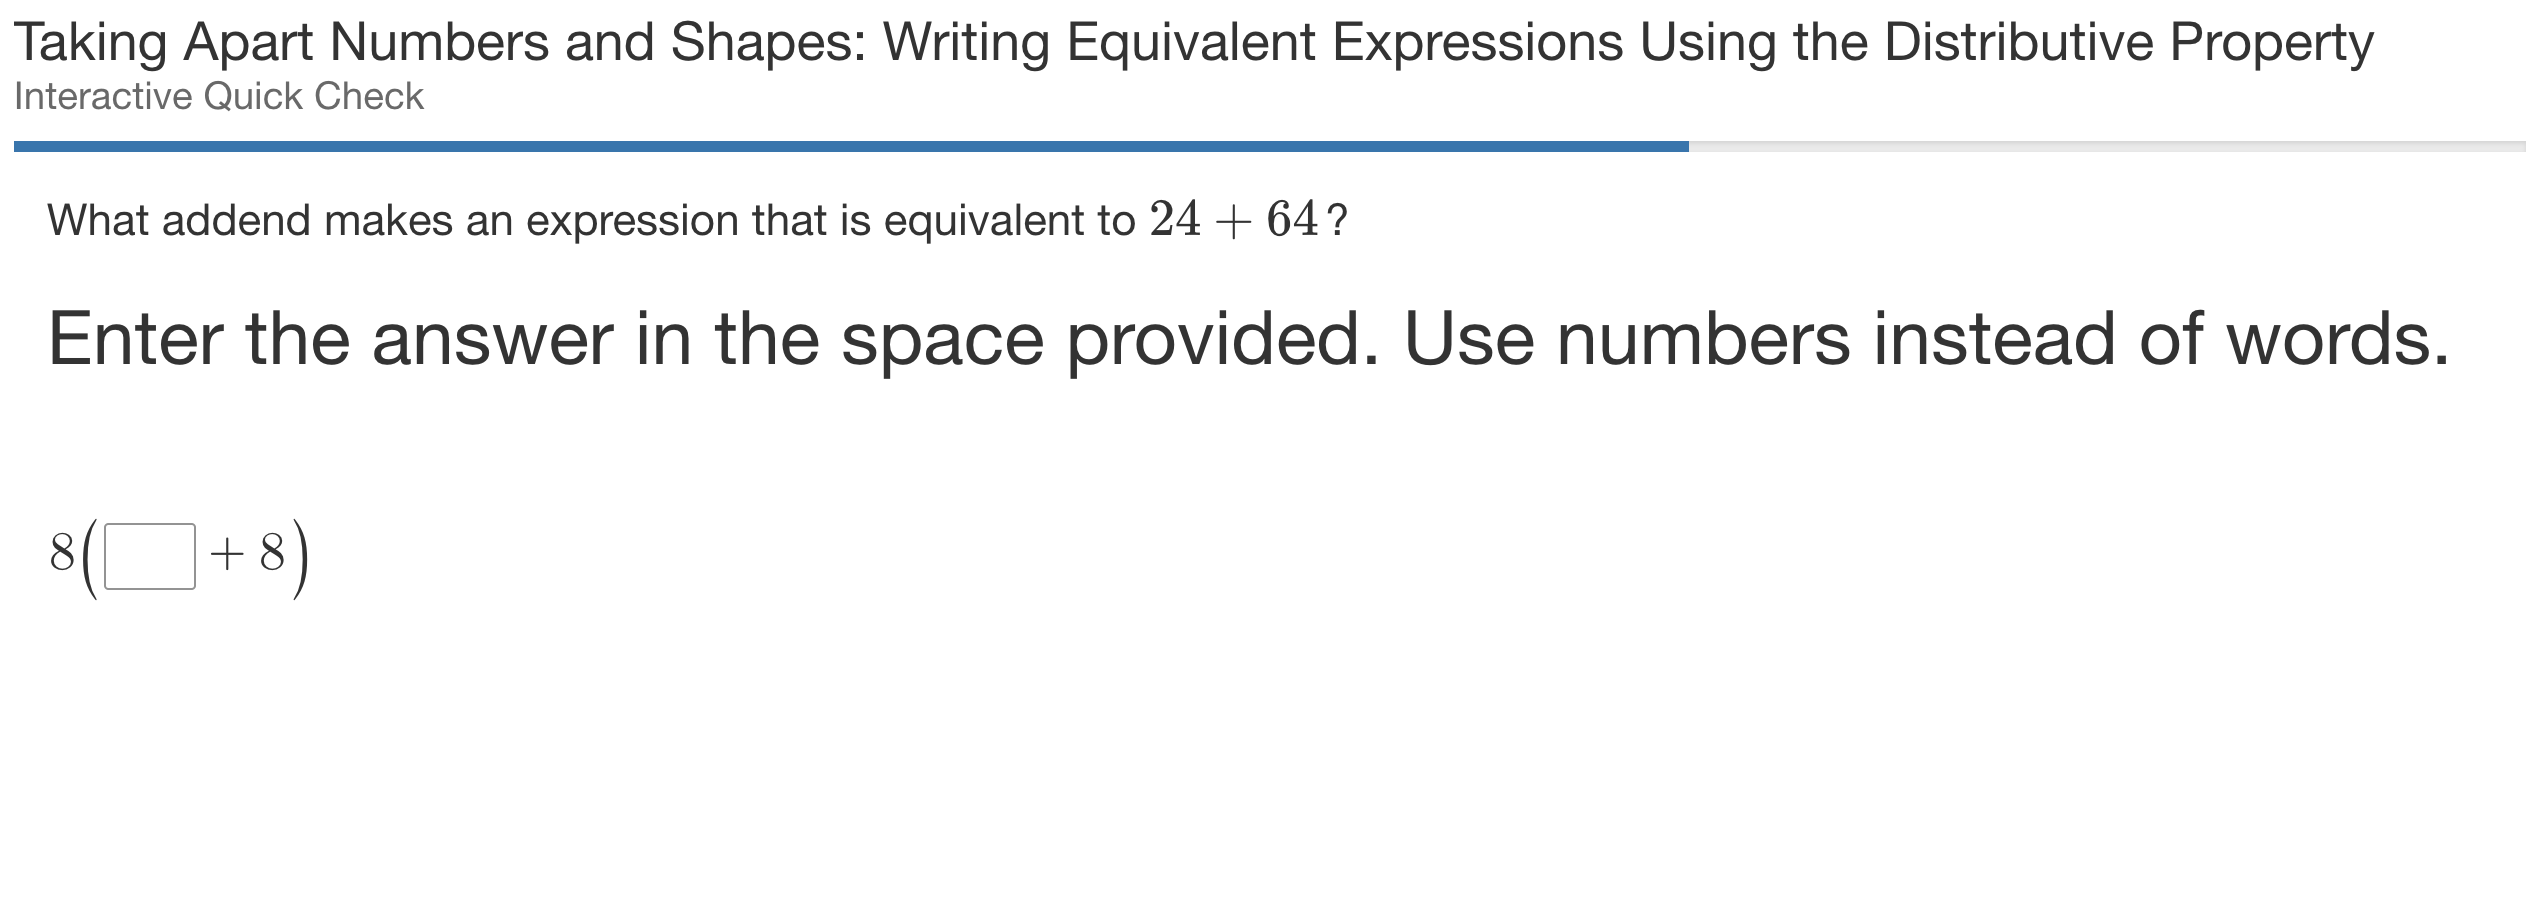 Taking Apart Numbers and Shapes: Writing Equivalent Expressions Using the Distributive Property
Interactive Quick Check
What addend makes an expression that is equivalent to 24 + 64?
Enter the answer in the space provided. Use numbers instead of words.
8( + 8)